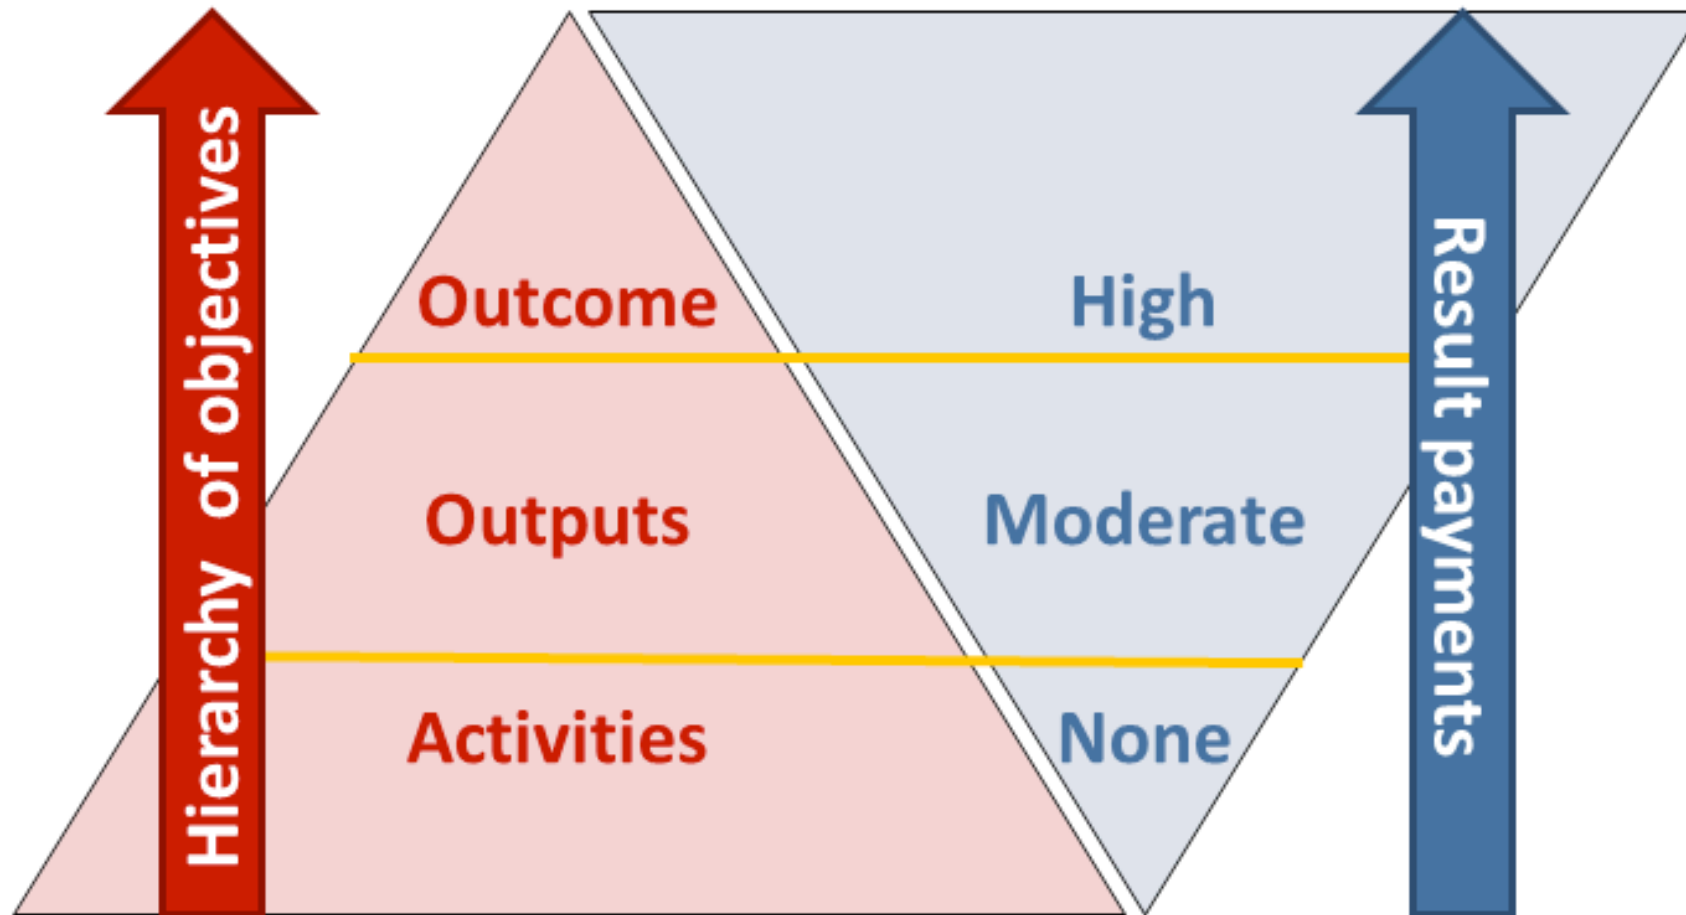 Hierarchy of objectives
Outcome
High
Outputs
Moderate
Activities
None
Result payments